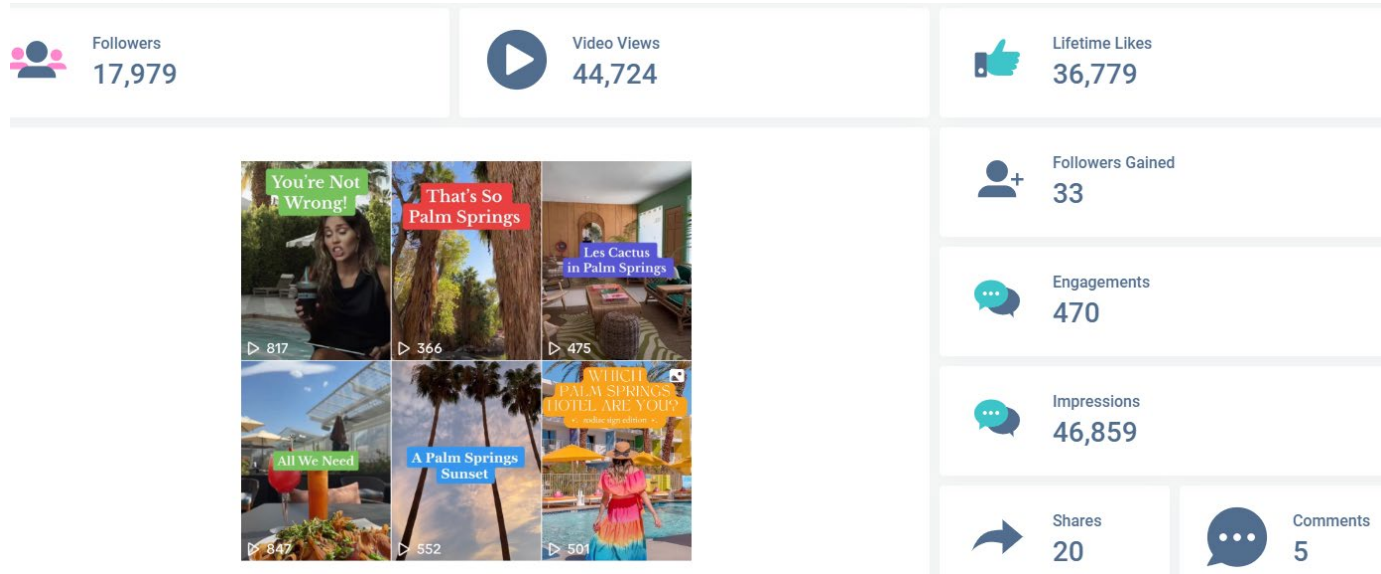 Followers
17,979
Video Views
44,724
Lifetime Likes
36,779
You're Not
Wrong!
817
That's So
Palm Springs
366
Les Cactus
in Palm Springs
475
All We Need
847
A Palm Springs
Sunset
552
WHICH
PALM SPRINGS
HOTEL ARE YOU?
zodiac sign edition
501
Followers Gained
33
Engagements
470
Impressions
46,859
Shares
20
Comments
5